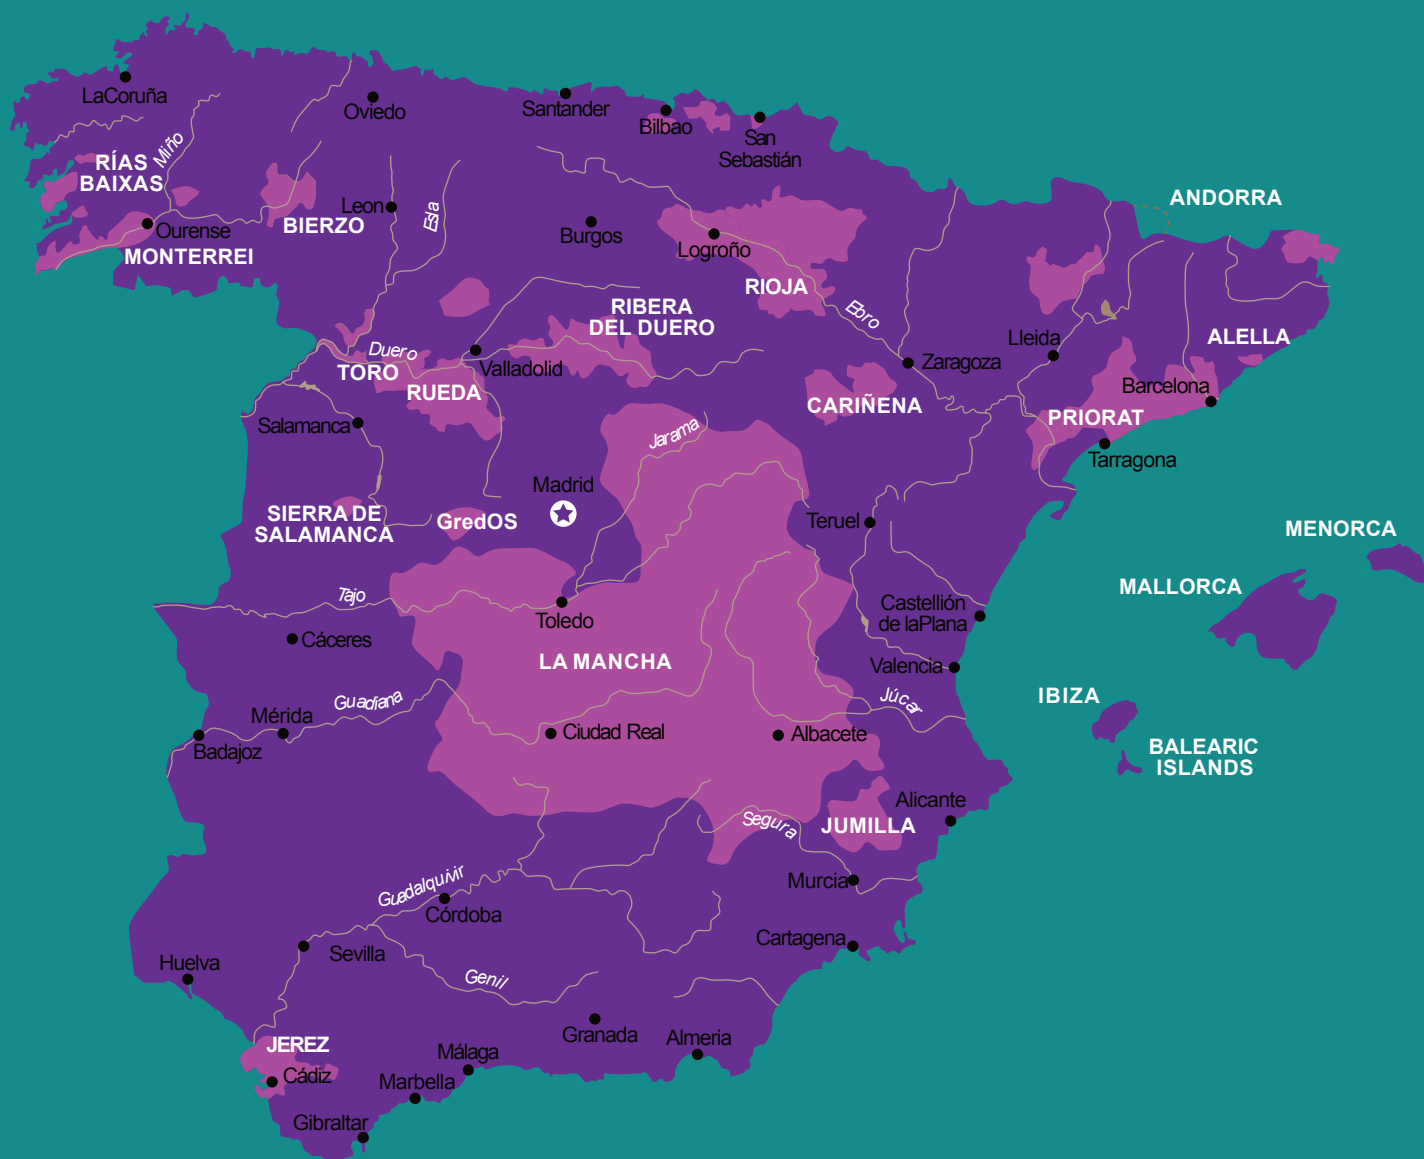 LaCoruña
Oviedo
Santander
Bilbao
San
Sebastián
Miño
RÍAS
BAIXAS
BIERZO
Leon
Esla
Burgos
Logroño
ANDORRA
Ourense
MONTERREI
RIOJA
RIBERA
DEL DUERO
Ebro
Lleida
ALELLA
Duero
TORO
Valladolid
Zaragoza
RUEDA
CARIÑENA
Barcelona
PRIORAT
Salamanca
Jarama
Tarragona
Madrid
SIERRA DE
SALAMANCA
GredOS
Teruel
MENORCA
MALLORCA
Tajo
Toledo
Castellón
de laPlana
Cáceres
LA MANCHA
Valencia
IBIZA
Guadiana
Júcar
Mérida
Badajoz
Ciudad Real
Albacete
BALEARIC
ISLANDS
Alicante
Segura
JUMILLA
Murcia
Guadalquivir
Córdoba
Cartagena
Sevilla
Huelva
Genil
Granada
Almeria
JEREZ
Málaga
Cádiz
Marbella
Gibraltar